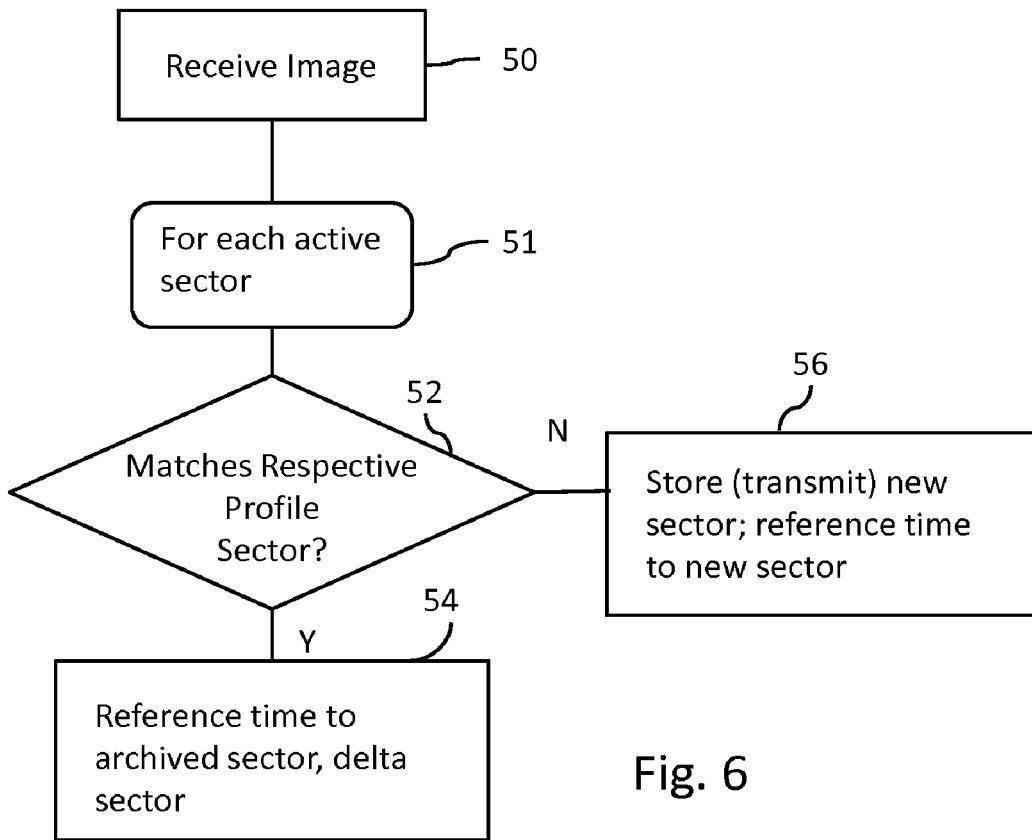 Receive Image
50
For each active
sector
51
52
Matches Respective
Profile
Sector?
N
56
Store (transmit) new
sector; reference time
to new sector
Y
54
Reference time to
archived sector, delta
sector
Fig. 6